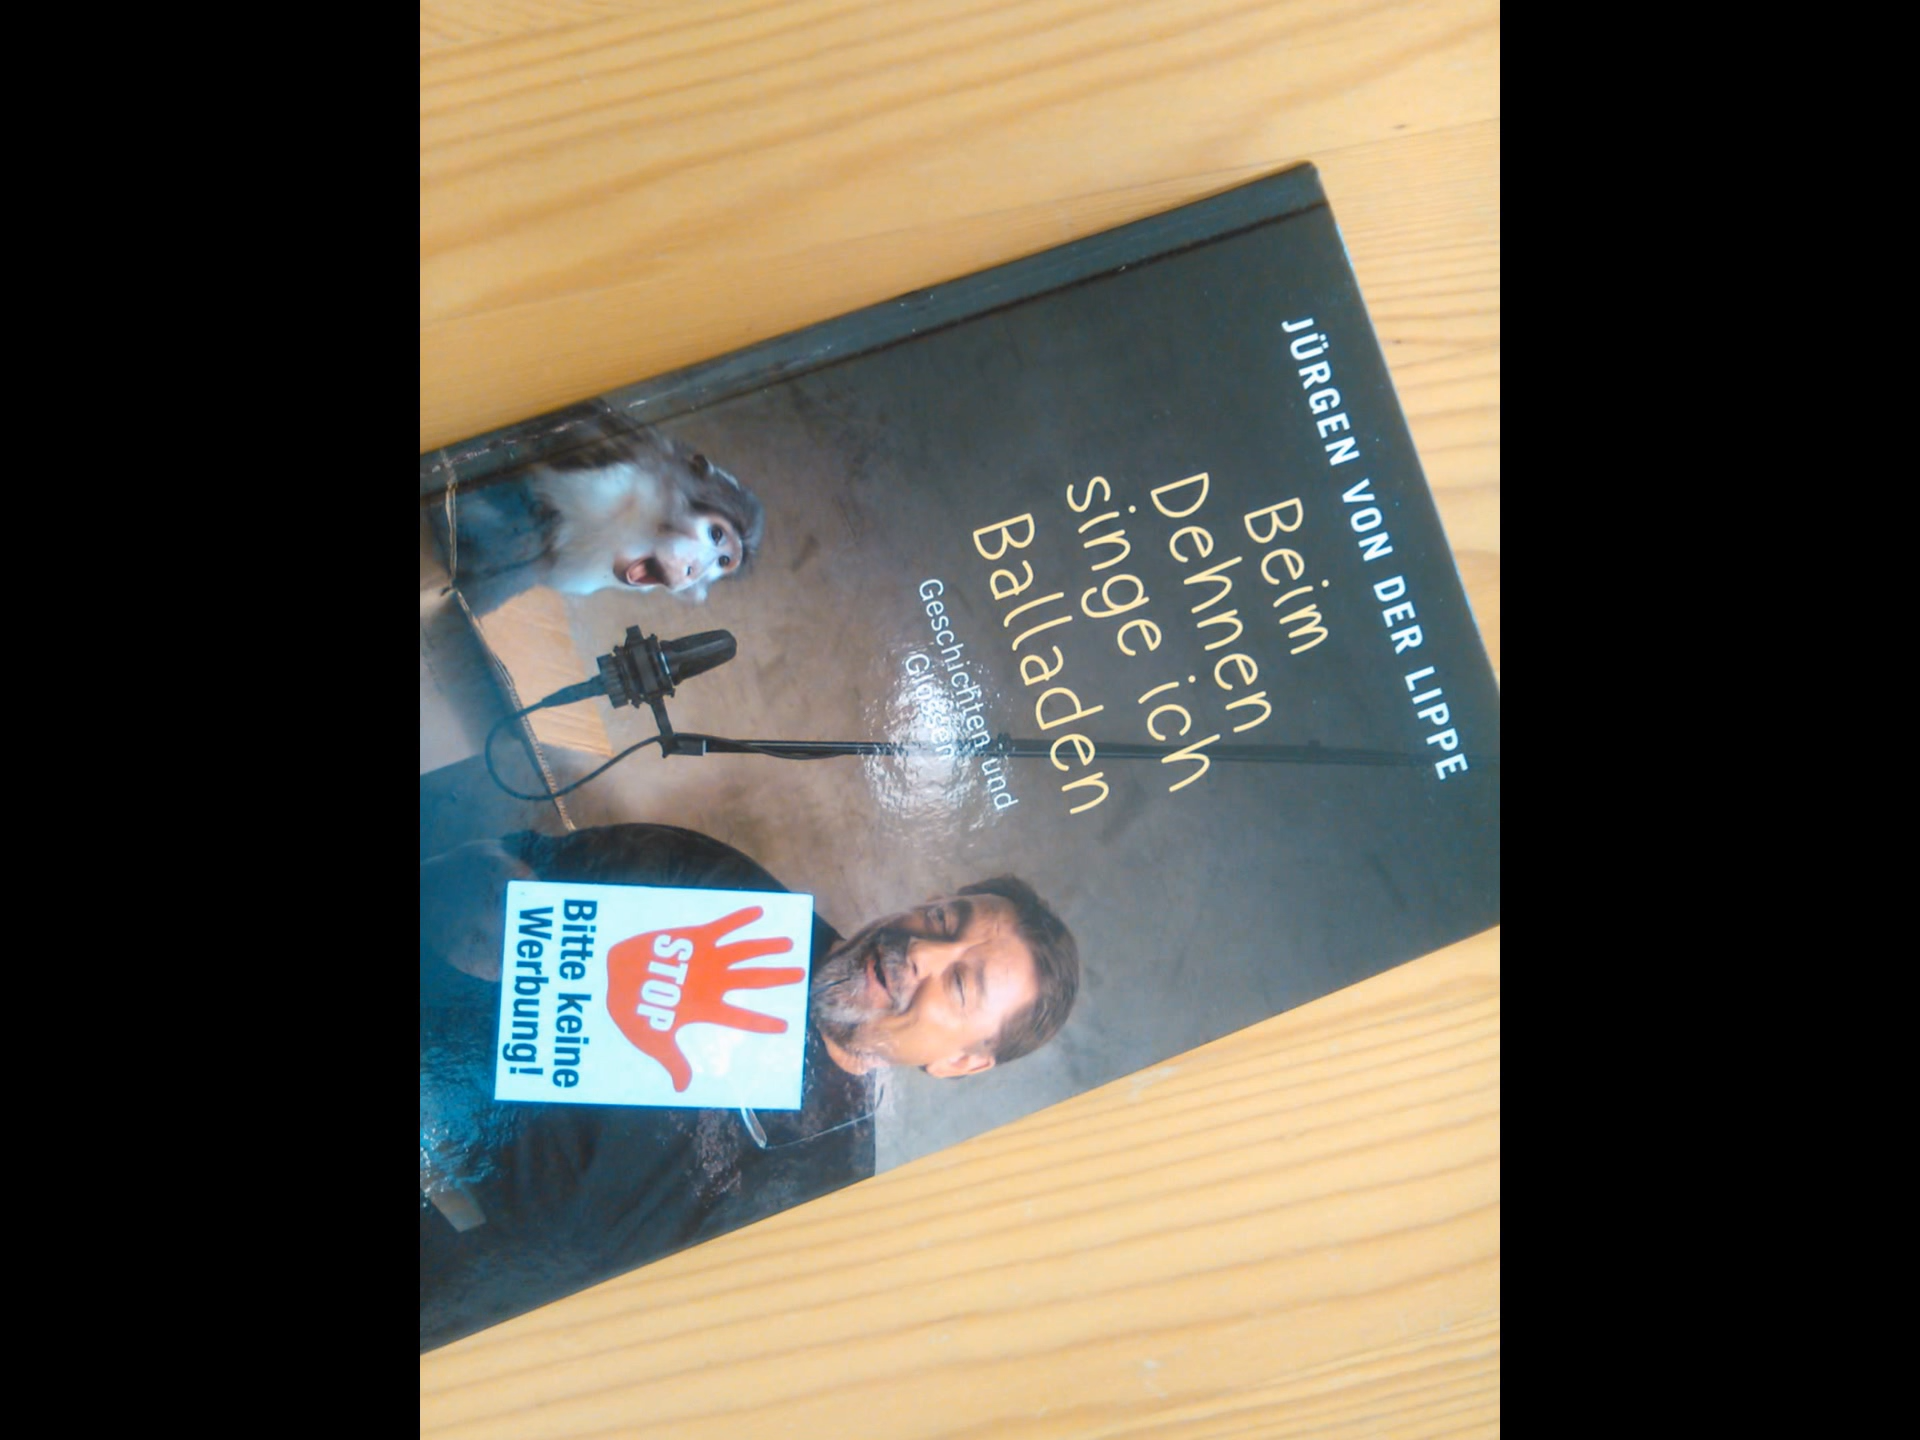 JÜRGEN VON DER LIPPE
Beim
Dehnen
singe ich
Balladen
Geschichten und
Glossen
STOP
Bitte keine
Werbung!